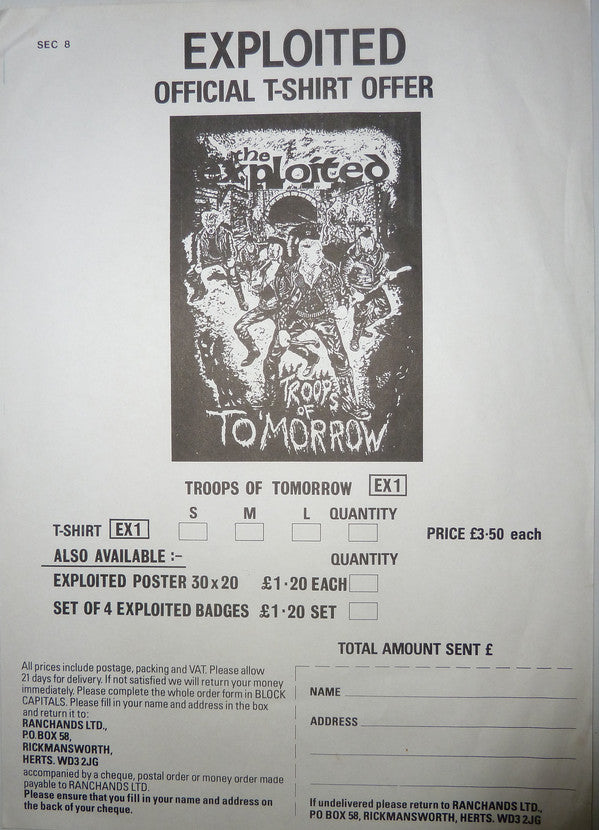 SEC 8
EXPLOITED
OFFICIAL T-SHIRT OFFER
the
exploited
TROOPS
OF
TOMORROW
TROOPS OF TOMORROW EX1
S M L QUANTITY
T-SHIRT EX1 PRICE £3·50 each
ALSO AVAILABLE :-
QUANTITY
EXPLOITED POSTER 30x20 £1·20 EACH
SET OF 4 EXPLOITED BADGES £1·20 SET
TOTAL AMOUNT SENT £
All prices include postage, packing and VAT. Please allow
21 days for delivery. If not satisfied we will return your money
immediately. Please complete the whole order form in BLOCK
CAPITALS. Please fill in your name and address in the box
and return it to:
RANCHANDS LTD.,
P.O. BOX 58,
RICKMANSWORTH,
HERTS. WD3 2JG
accompanied by a cheque, postal order or money order made
payable to RANCHANDS LTD.
Please ensure that you fill in your name and address on
the back of your cheque.
NAME
ADDRESS
If undelivered please return to RANCHANDS LTD.,
PO BOX 58, RICKMANSWORTH, HERTS. WD3 2JG